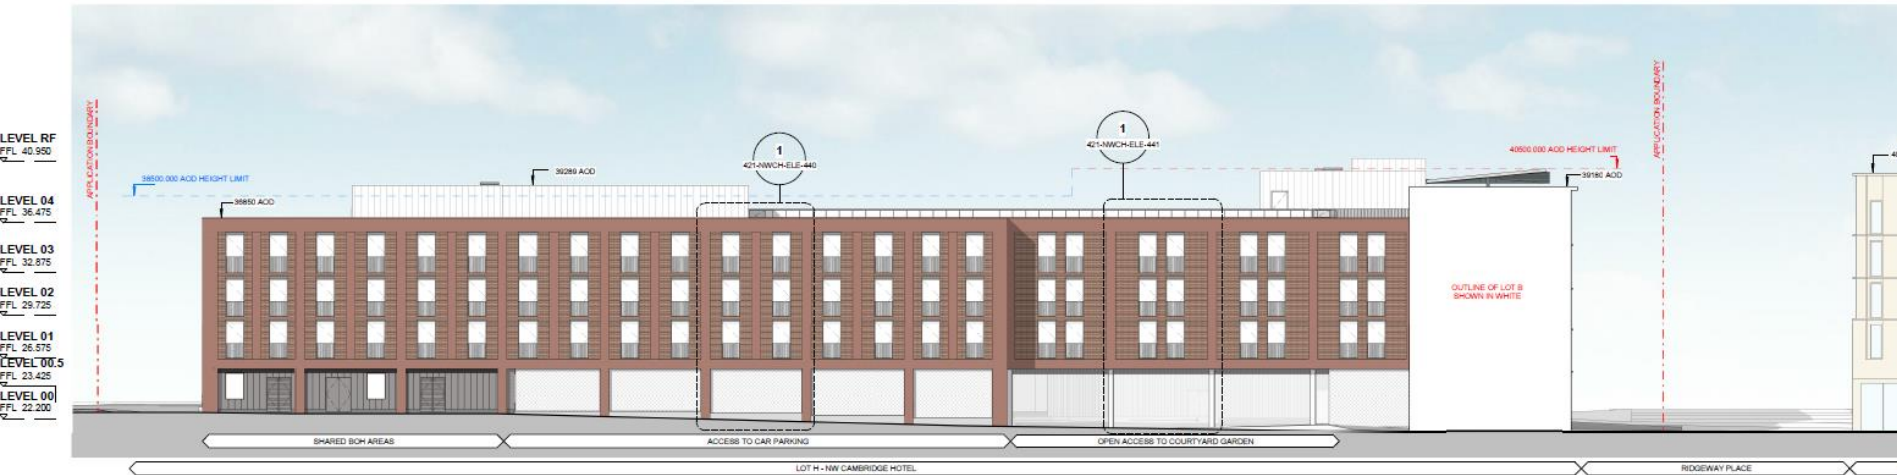 LEVEL RF
FFL 40.950
LEVEL 04
FFL 36.475
LEVEL 03
FFL 32.875
LEVEL 02
FFL 29.725
LEVEL 01
FFL 26.575
LEVEL 00.5
FFL 23.425
LEVEL 00
FFL 22.200
APPLICATION BOUNDARY
38500.000 AOD HEIGHT LIMIT
36850 AOD
39289 AOD
1
421-NWCH-ELE-440
1
421-NWCH-ELE-441
40500.000 AOD HEIGHT LIMIT
39180 AOD
APPLICATION BOUNDARY
OUTLINE OF LOT B
SHOWN IN WHITE
SHARED BOH AREAS
ACCESS TO CAR PARKING
OPEN ACCESS TO COURTYARD GARDEN
LOT H - NW CAMBRIDGE HOTEL
RIDGEWAY PLACE